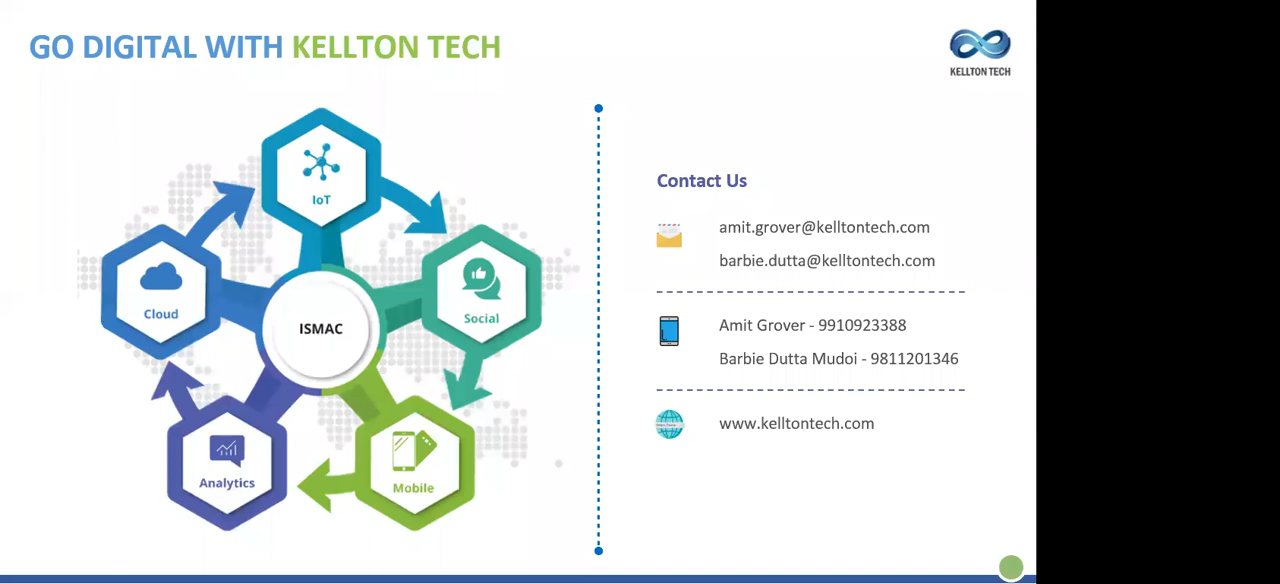 GO DIGITAL WITH KELLTON TECH
KELLTON TECH
IoT
Social
Mobile
Analytics
Cloud
ISMAC
Contact Us
amit.grover@kelltontech.com
barbie.dutta@kelltontech.com
Amit Grover - 9910923388
Barbie Dutta Mudoi - 9811201346
www.kelltontech.com